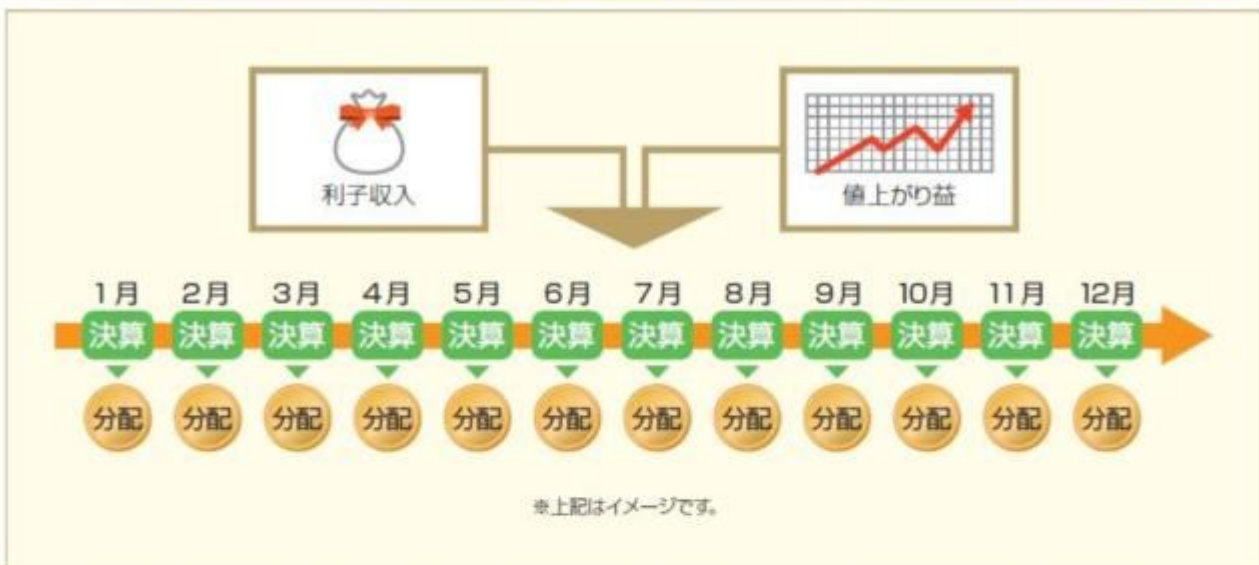 利子収入
値上がり益
1月 2月 3月 4月 5月 6月 7月 8月 9月 10月 11月 12月
決算 決算 決算 決算 決算 決算 決算 決算 決算 決算 決算 決算
分配 分配 分配 分配 分配 分配 分配 分配 分配 分配 分配 分配
※上記はイメージです。